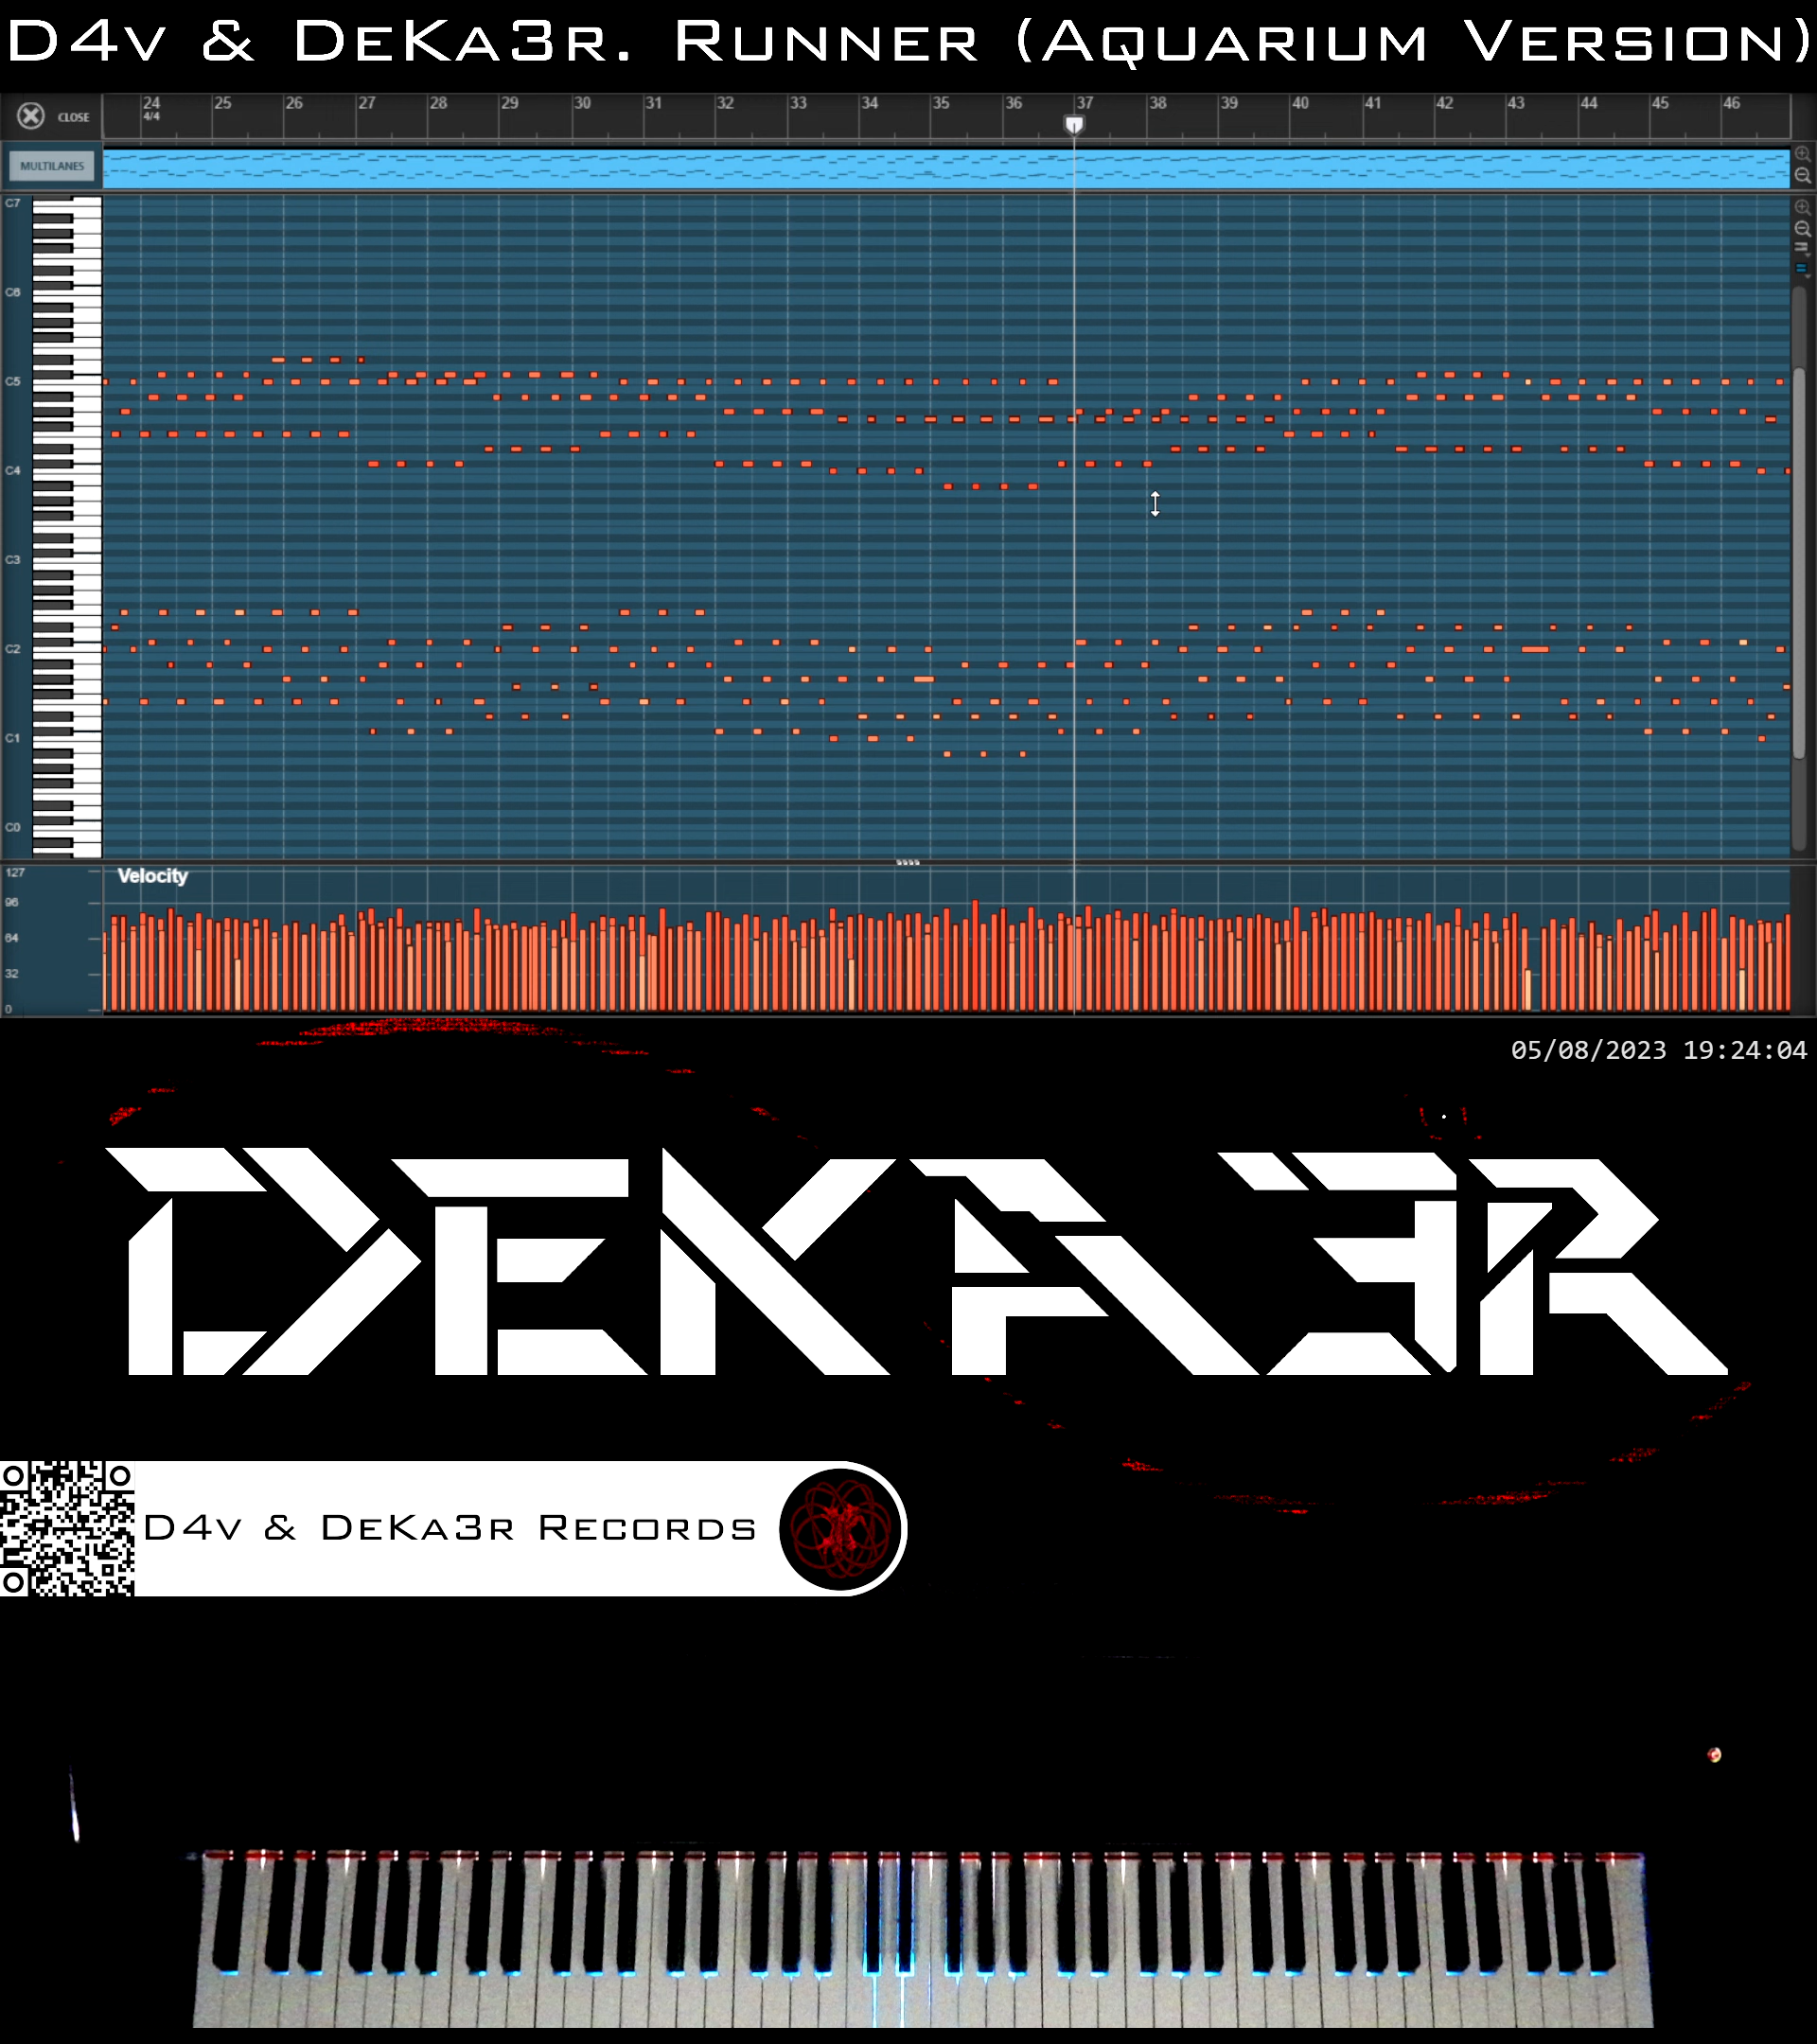 D4v & DeKa3r. Runner (Aquarium Version)
CLOSE
24 25 26 27 28 29 30 31 32 33 34 35 36 37 38 39 40 41 42 43 44 45 46
4/4
MULTILANES
C7
C6
C5
C4
C3
C2
C1
C0
Velocity
127
96
64
32
0
05/08/2023 19:24:04
DEKA3R
D4v & DeKa3r Records